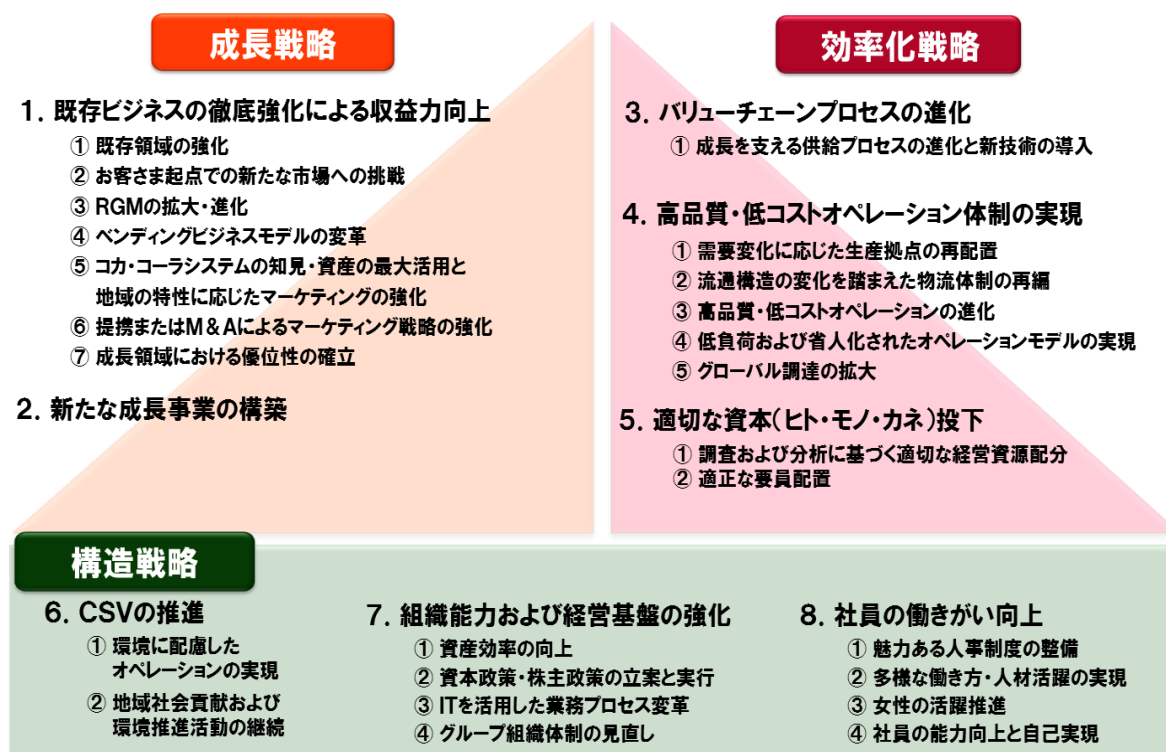 成長戦略
1. 既存ビジネスの徹底強化による収益力向上
① 既存領域の強化
② お客さま起点での新たな市場への挑戦
③ RGMの拡大・進化
④ ベンディングビジネスモデルの変革
⑤ コカ・コーラシステムの知見・資産の最大活用と
地域の特性に応じたマーケティングの強化
⑥ 提携またはM&Aによるマーケティング戦略の強化
⑦ 成長領域における優位性の確立
2. 新たな成長事業の構築
効率化戦略
3. バリューチェーンプロセスの進化
① 成長を支える供給プロセスの進化と新技術の導入
4. 高品質・低コストオペレーション体制の実現
① 需要変化に応じた生産拠点の再配置
② 流通構造の変化を踏まえた物流体制の再編
③ 高品質・低コストオペレーションの進化
④ 低負荷および省人化されたオペレーションモデルの実現
⑤ グローバル調達の拡大
5. 適切な資本(ヒト・モノ・カネ)投下
① 調査および分析に基づく適切な経営資源配分
② 適正な要員配置
構造戦略
6. CSVの推進
① 環境に配慮した
オペレーションの実現
② 地域社会貢献および
環境推進活動の継続
7. 組織能力および経営基盤の強化
① 資産効率の向上
② 資本政策・株主政策の立案と実行
③ ITを活用した業務プロセス変革
④ グループ組織体制の見直し
8. 社員の働きがい向上
① 魅力ある人事制度の整備
② 多様な働き方・人材活躍の実現
③ 女性の活躍推進
④ 社員の能力向上と自己実現